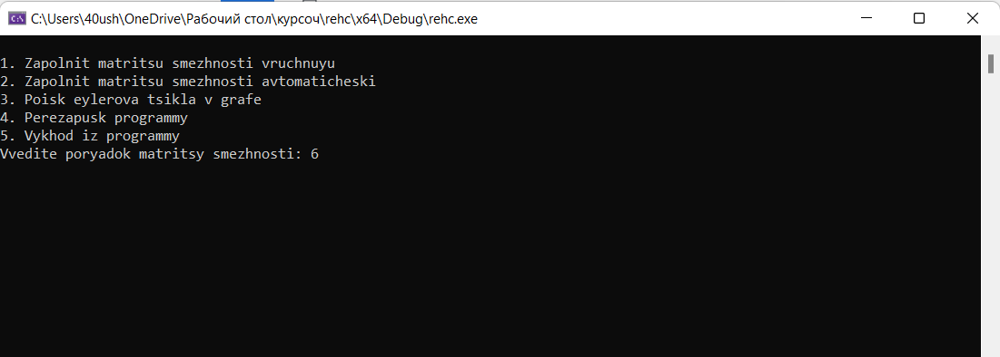 C:\Users\40ush\OneDrive\Рабочий стол\курсоч\rehc\x64\Debug\rehc.exe
1. Zapolnit matritsu smezhnosti vruchnuyu
2. Zapolnit matritsu smezhnosti avtomaticheski
3. Poisk eylerova tsikla v grafe
4. Perezapusk programmy
5. Vykhod iz programmy
Vvedite poryadok matritsy smezhnosti: 6